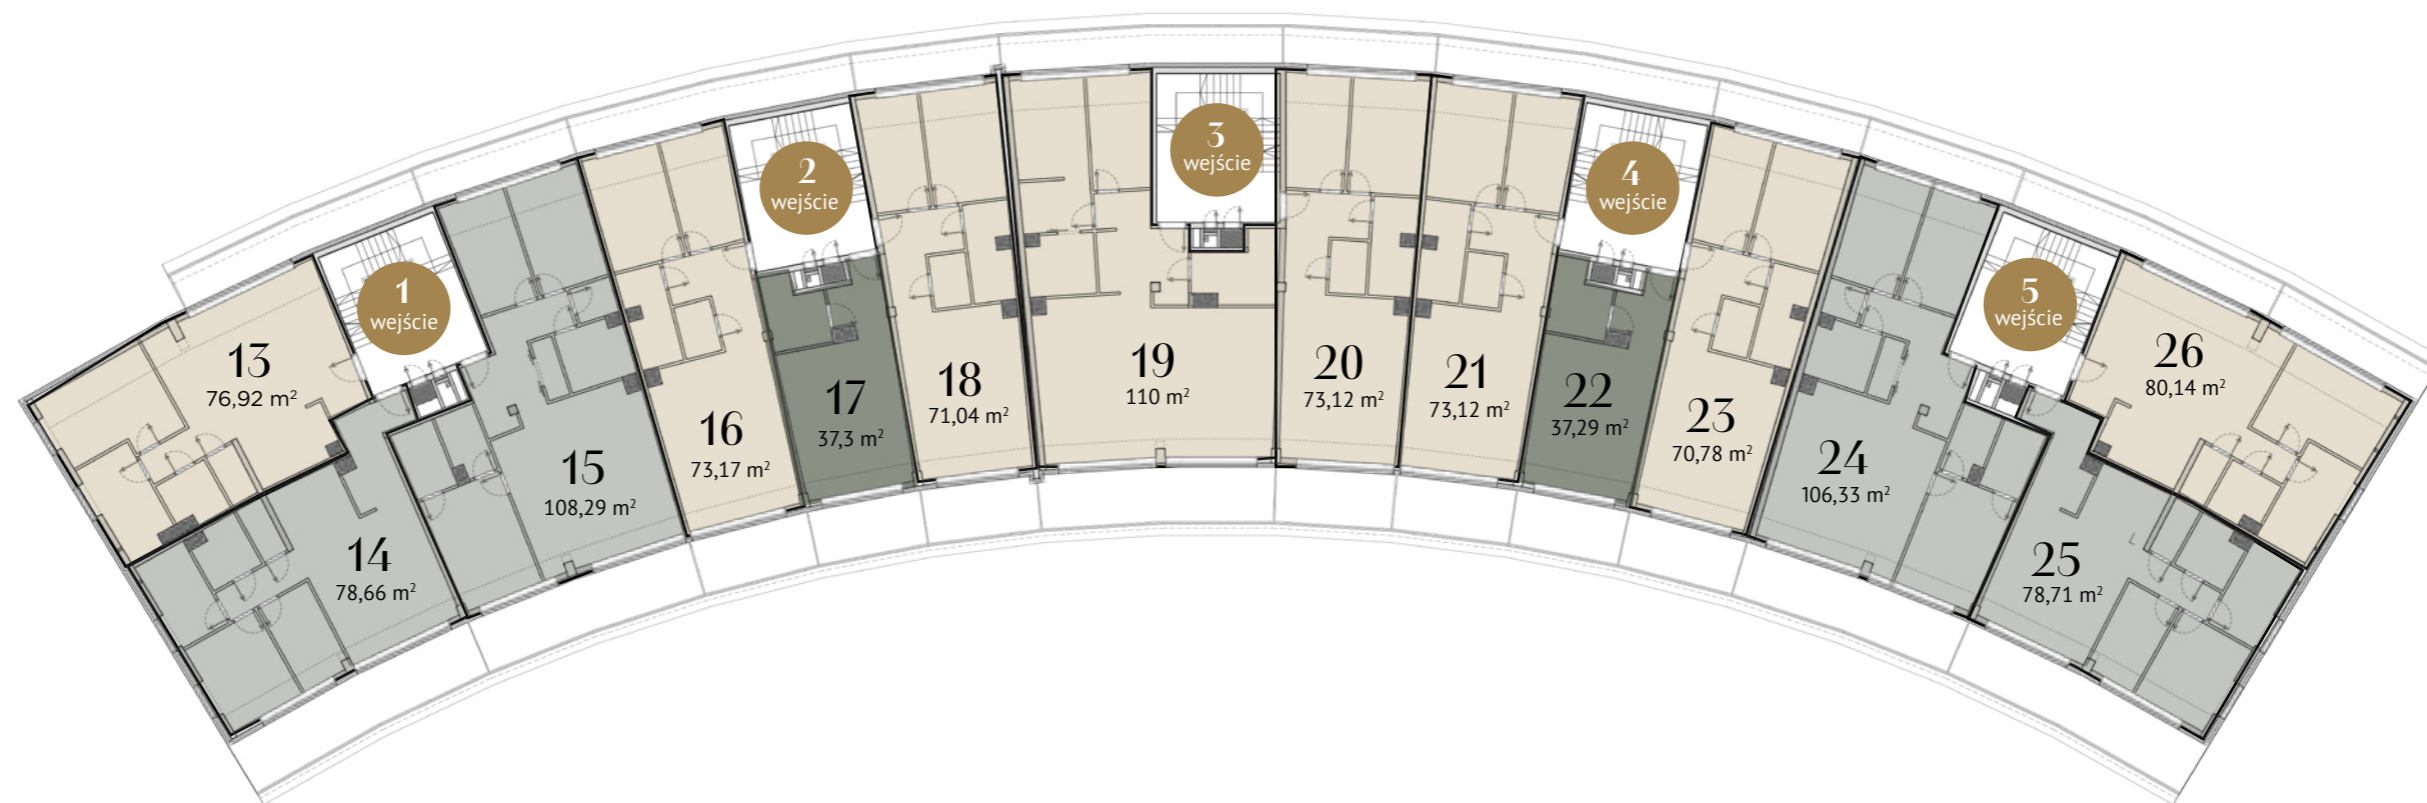 1
wejście
2
wejście
3
wejście
4
wejście
5
wejście
13
76,92 m²
14
78,66 m²
15
108,29 m²
16
73,17 m²
17
37,3 m²
18
71,04 m²
19
110 m²
20
73,12 m²
21
73,12 m²
22
37,29 m²
23
70,78 m²
24
106,33 m²
25
78,71 m²
26
80,14 m²